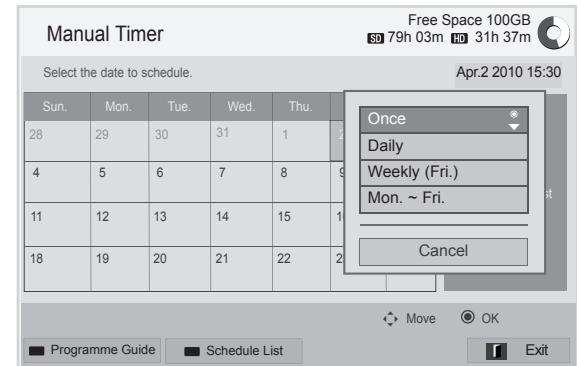 Manual Timer
Free Space 100GB
SD 79h 03m HD 31h 37m
Select the date to schedule.
Apr.2 2010 15:30
Sun. Mon. Tue. Wed. Thu.
28 29 30 31 1 2
4 5 6 7 8 9
11 12 13 14 15
18 19 20 21 22
Once
Daily
Weekly (Fri.)
Mon. ~ Fri.
Cancel
Move OK
Programme Guide Schedule List Exit